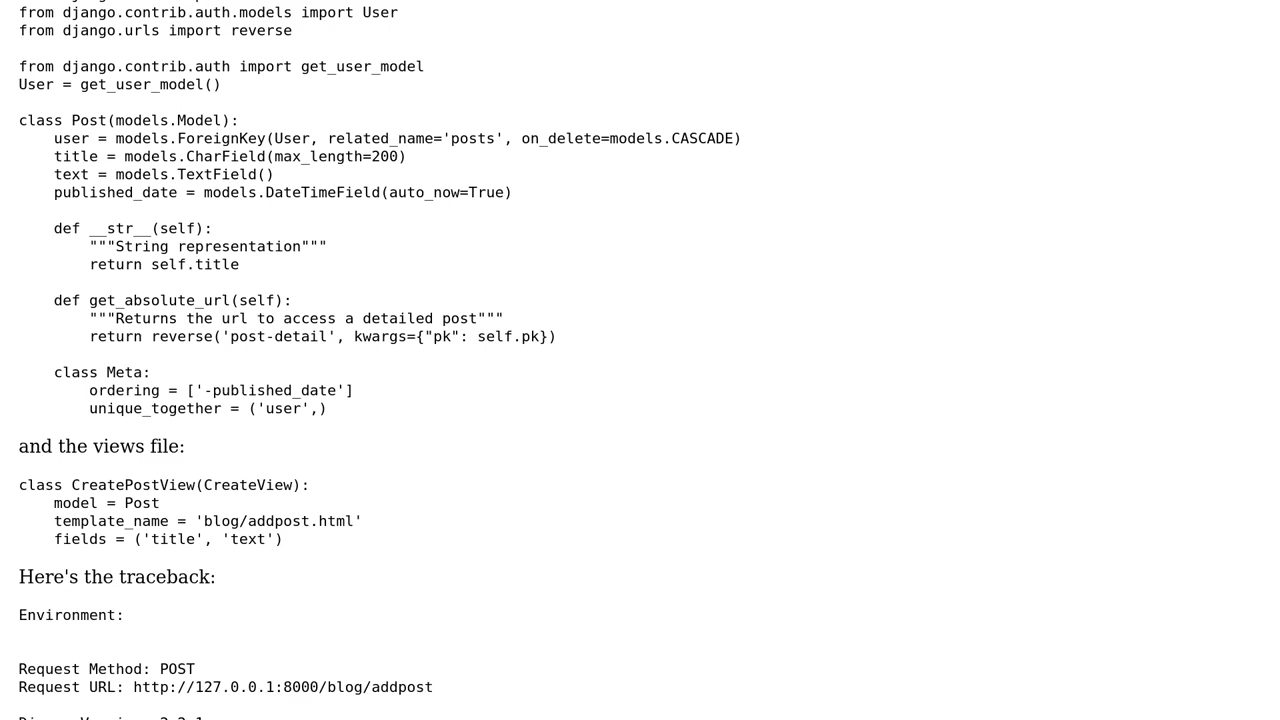 from django.contrib.auth.models import User
from django.urls import reverse

from django.contrib.auth import get_user_model
User = get_user_model()

class Post(models.Model):
    user = models.ForeignKey(User, related_name='posts', on_delete=models.CASCADE)
    title = models.CharField(max_length=200)
    text = models.TextField()
    published_date = models.DateTimeField(auto_now=True)

    def __str__(self):
        """String representation"""
        return self.title

    def get_absolute_url(self):
        """Returns the url to access a detailed post"""
        return reverse('post-detail', kwargs={"pk": self.pk})

    class Meta:
        ordering = ['-published_date']
        unique_together = ('user',)

and the views file:

class CreatePostView(CreateView):
    model = Post
    template_name = 'blog/addpost.html'
    fields = ('title', 'text')

Here's the traceback:

Environment:


Request Method: POST
Request URL: http://127.0.0.1:8000/blog/addpost